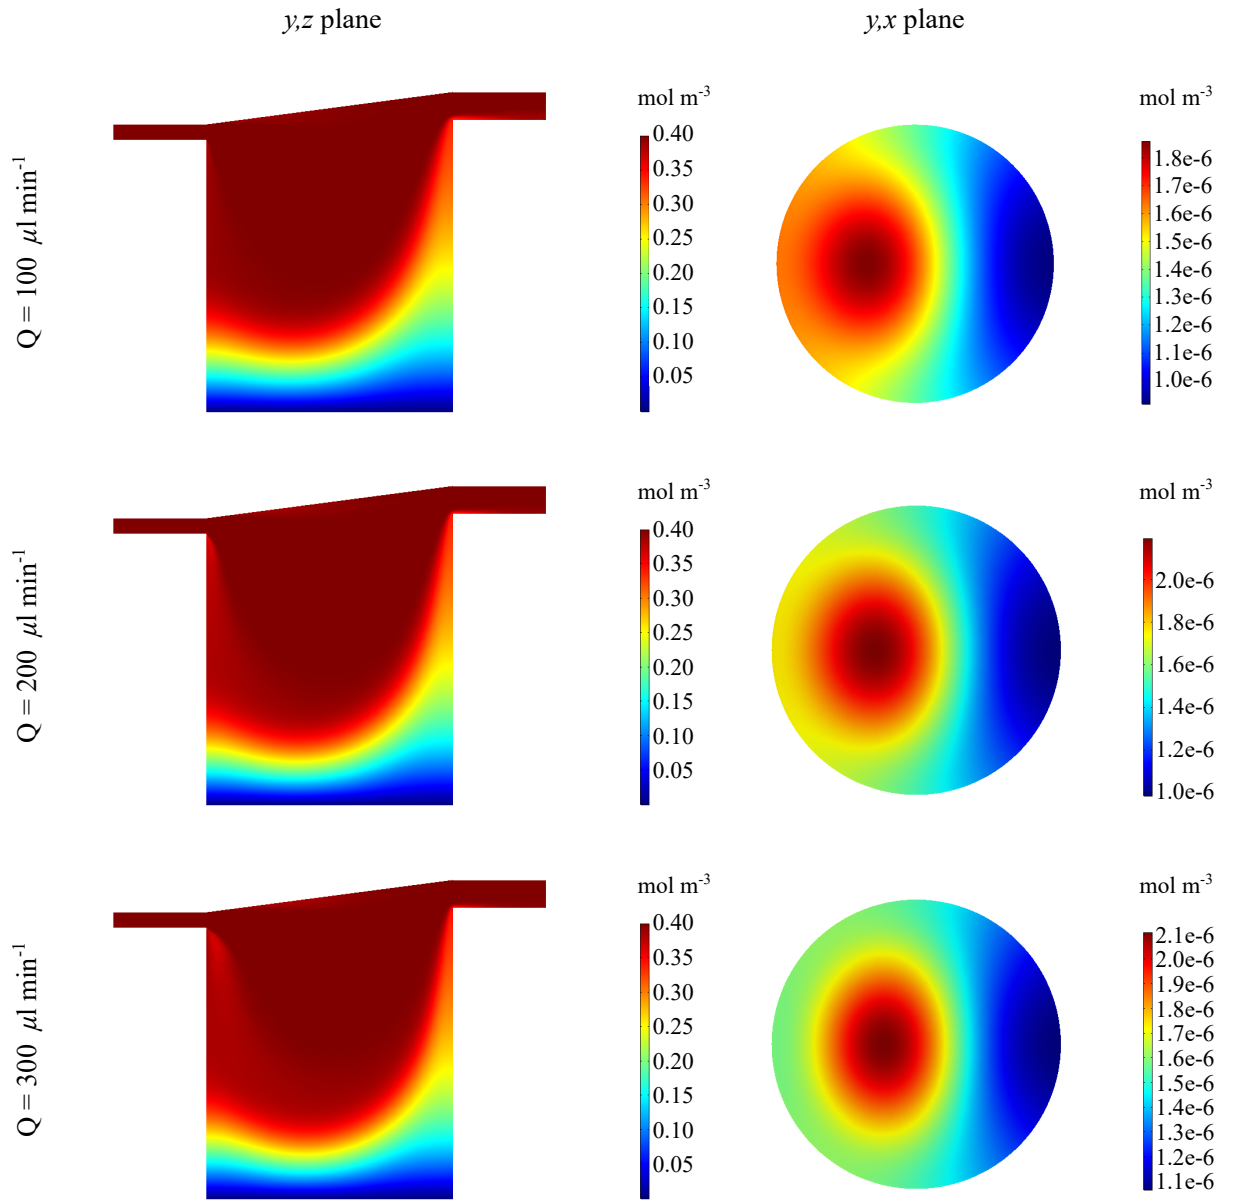 y,z plane
y,x plane
Q = 100 μl min-1
mol m-3
0.40
0.35
0.30
0.25
0.20
0.15
0.10
0.05
mol m-3
1.8e-6
1.7e-6
1.6e-6
1.5e-6
1.4e-6
1.3e-6
1.2e-6
1.1e-6
1.0e-6
Q = 200 μl min-1
mol m-3
0.40
0.35
0.30
0.25
0.20
0.15
0.10
0.05
mol m-3
2.0e-6
1.8e-6
1.6e-6
1.4e-6
1.2e-6
1.0e-6
Q = 300 μl min-1
mol m-3
0.40
0.35
0.30
0.25
0.20
0.15
0.10
0.05
mol m-3
2.1e-6
2.0e-6
1.9e-6
1.8e-6
1.7e-6
1.6e-6
1.5e-6
1.4e-6
1.3e-6
1.2e-6
1.1e-6